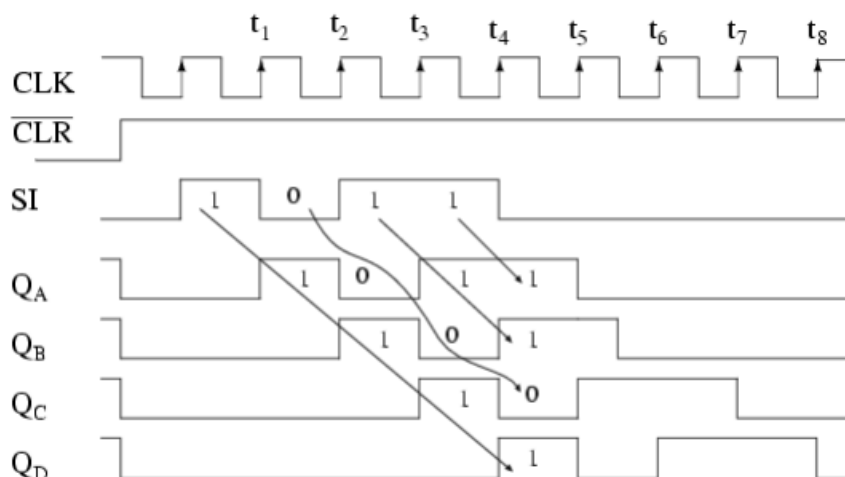 t1 t2 t3 t4 t5 t6 t7 t8
CLK
CLR
SI 1 0 1 1
QA 1 0 1 1
QB 1 0 1
QC 1 0
QD 1